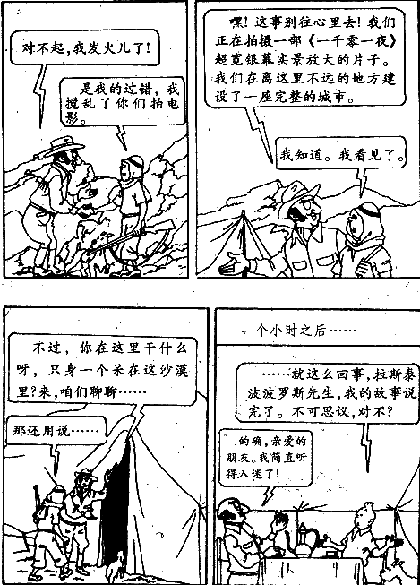 对不起,我发火儿了!
是我的过错,我
搅乱了你们拍电
影。
嘿!这事别往心里去!我们
正在拍摄一部《一千零一夜》
超宽银幕实景放大的片子。
我们在离这里不远的地方建
设了一座完整的城市。
我知道。我看见了。
不过,你在这里干什么
呀,只身一个来在这沙漠
里?来,咱们聊聊……
那还用说……
个小时之后……
……就这么回事,拉斯泰
波波罗斯先生,我的故事说
完了。不可思议,对不?
的确,亲爱的
朋友。我简直听
得入迷了!